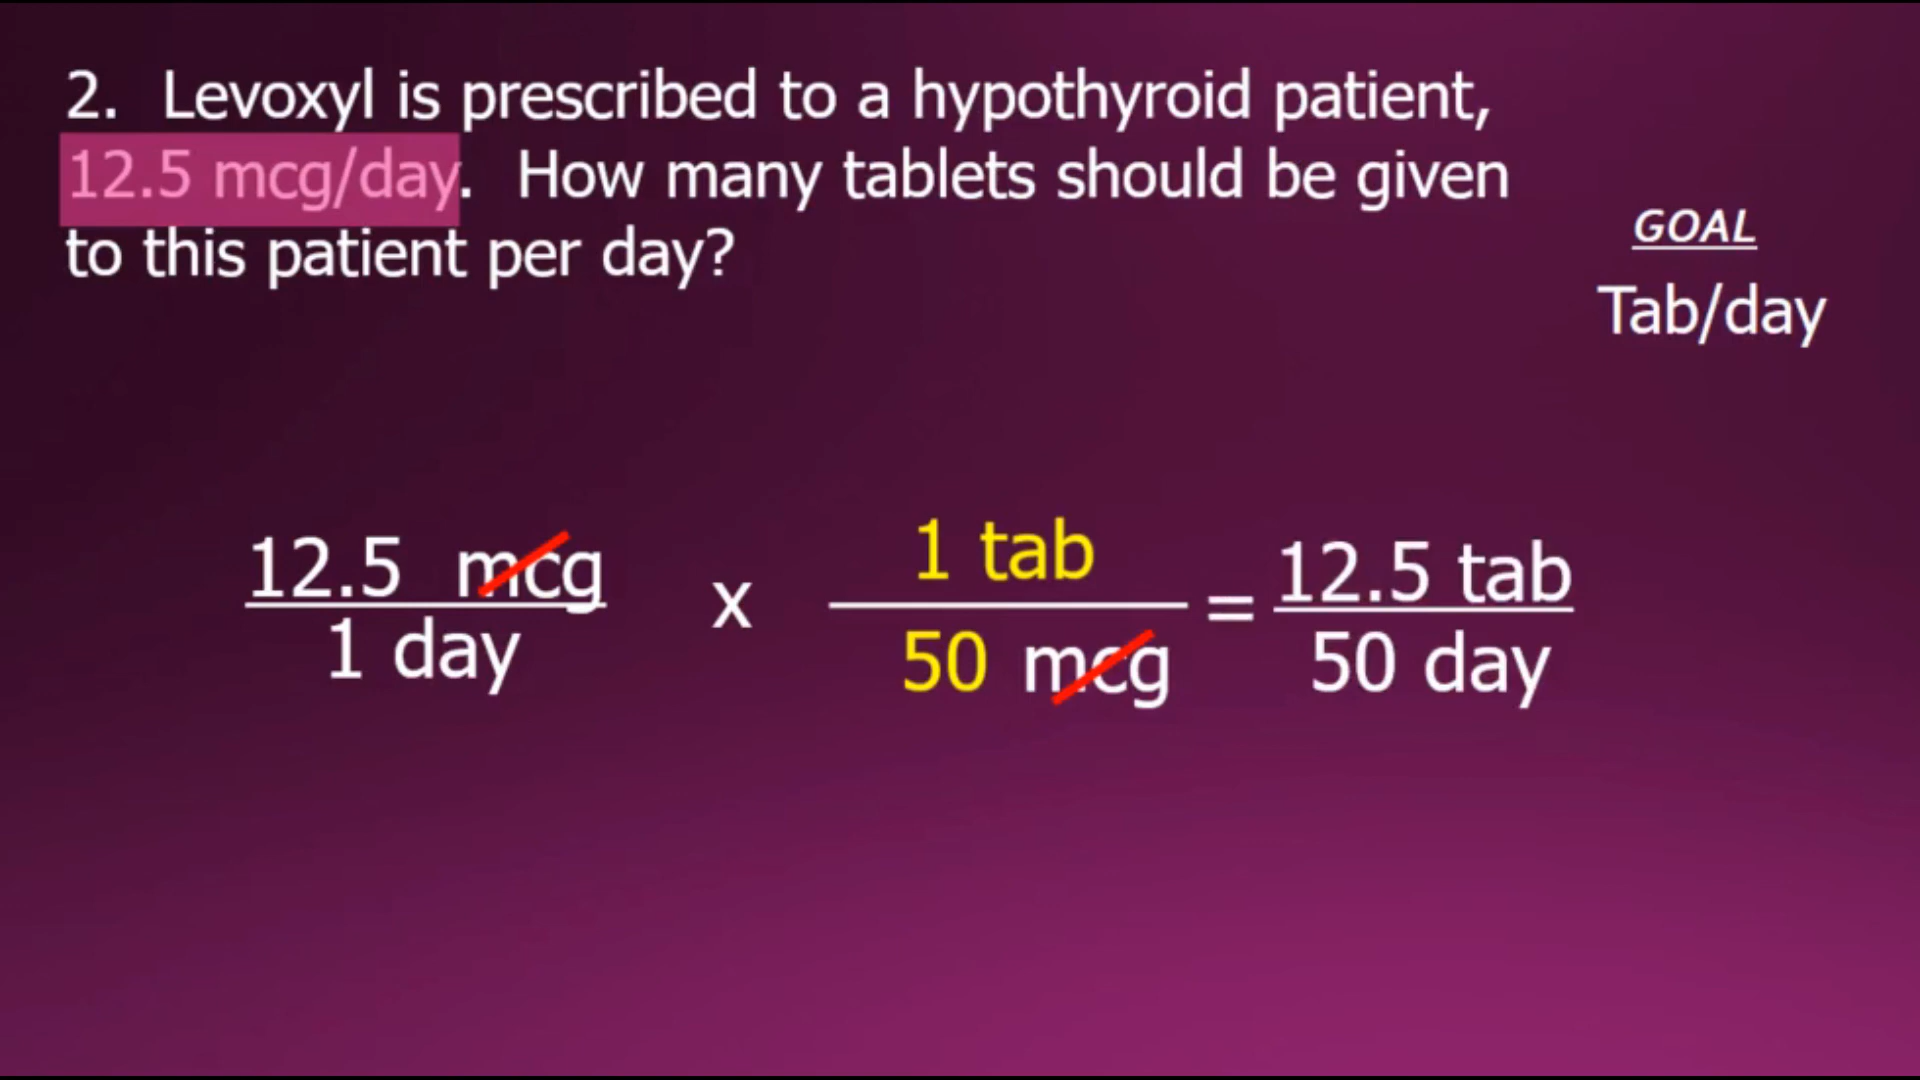 2. Levoxyl is prescribed to a hypothyroid patient,
12.5 mcg/day. How many tablets should be given
to this patient per day?
GOAL
Tab/day
12.5 mcg
1 day
x
1 tab
50 mcg
=
12.5 tab
50 day